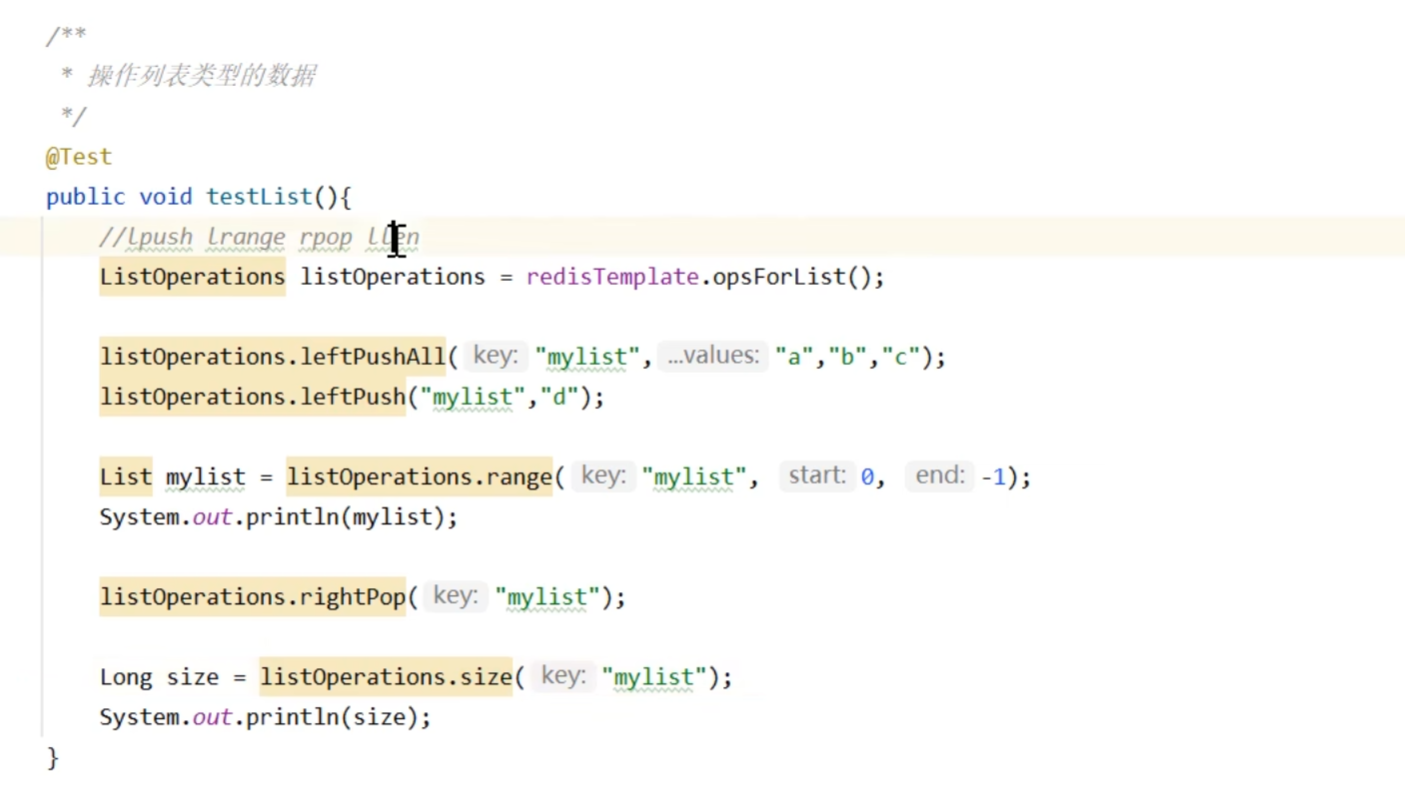 /**
* 操作列表类型的数据
*/
@Test
public void testList(){
//lpush lrange rpop llen
ListOperations listOperations = redisTemplate.opsForList();
listOperations.leftPushAll( key: "mylist", ...values: "a","b","c");
listOperations.leftPush("mylist","d");
List mylist = listOperations.range( key: "mylist", start: 0, end: -1);
System.out.println(mylist);
listOperations.rightPop( key: "mylist");
Long size = listOperations.size( key: "mylist");
System.out.println(size);
}